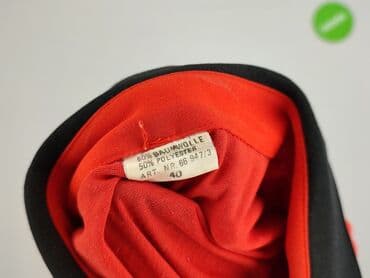 50% BAUMWOLLE
50% POLYESTER
ART. NR. 66 947/3
40